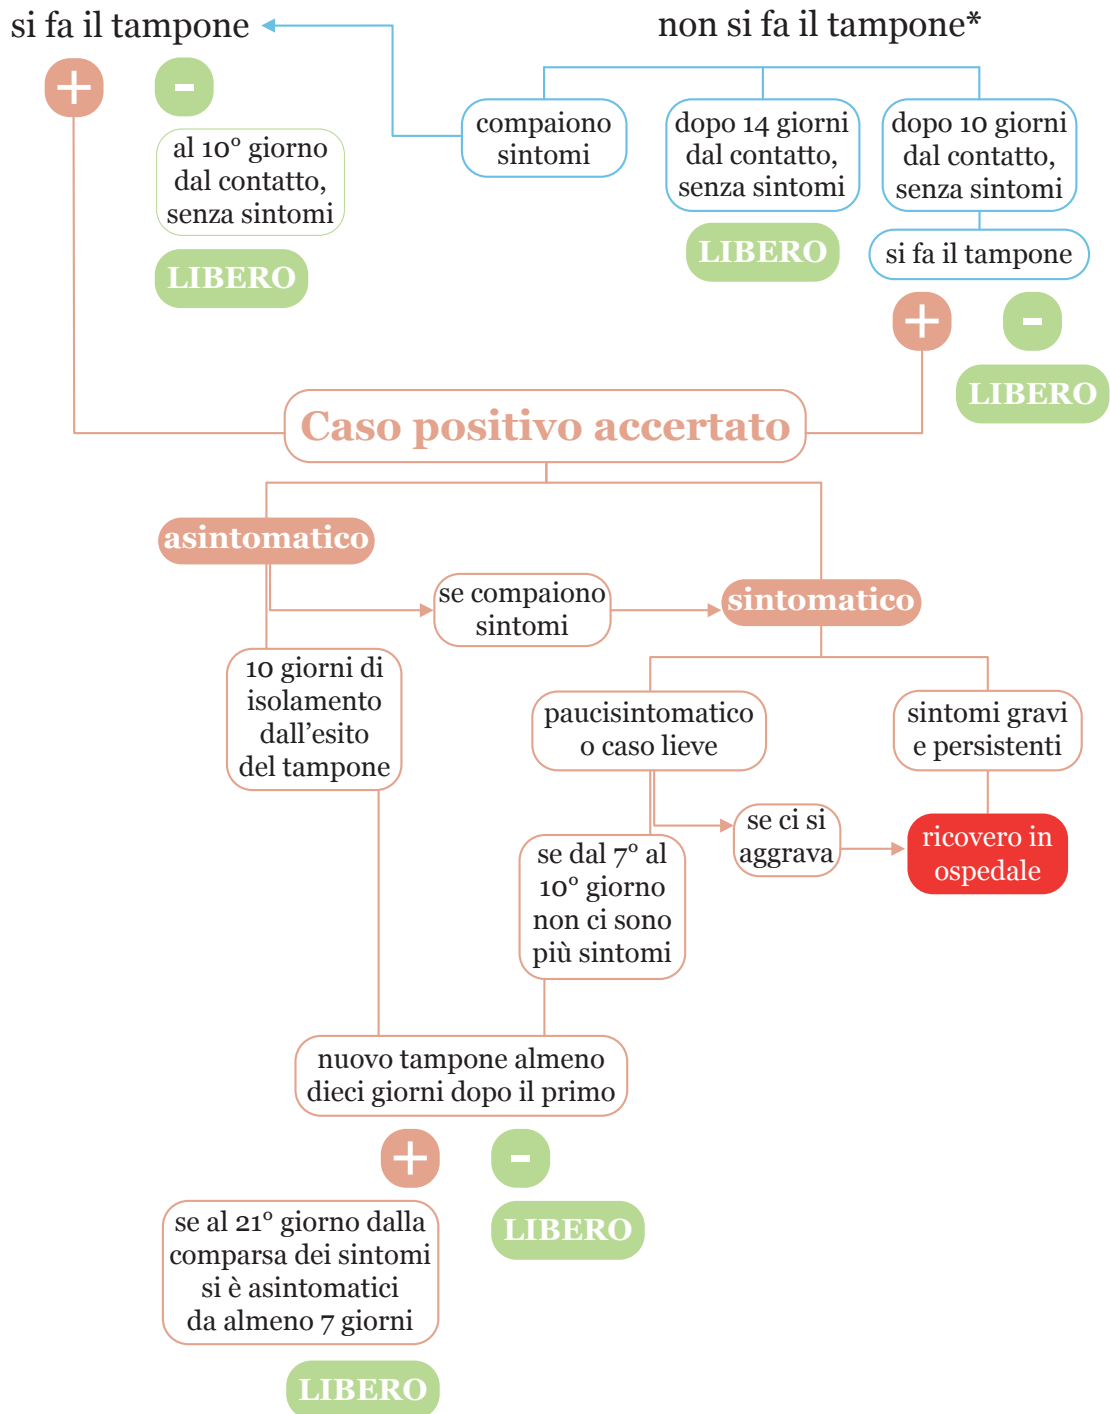 si fa il tampone
non si fa il tampone*
+
-
al 10° giorno
dal contatto,
senza sintomi
LIBERO
compaiono
sintomi
dopo 14 giorni
dal contatto,
senza sintomi
LIBERO
dopo 10 giorni
dal contatto,
senza sintomi
si fa il tampone
+
-
LIBERO
Caso positivo accertato
asintomatico
se compaiono
sintomi
sintomatico
10 giorni di
isolamento
dall’esito
del tampone
paucisintomatico
o caso lieve
sintomi gravi
e persistenti
se ci si
aggrava
ricovero in
ospedale
se dal 7° al
10° giorno
non ci sono
più sintomi
nuovo tampone almeno
dieci giorni dopo il primo
+
-
LIBERO
se al 21° giorno dalla
comparsa dei sintomi
si è asintomatici
da almeno 7 giorni
LIBERO